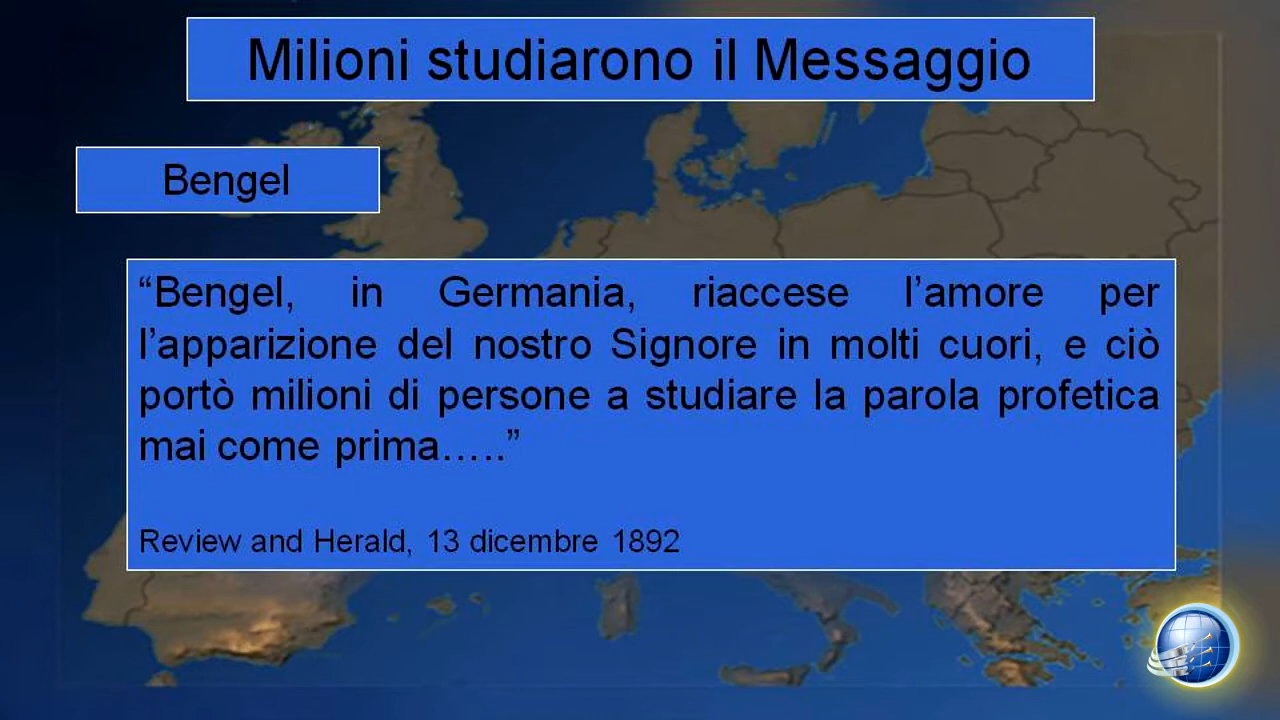 Milioni studiarono il Messaggio
Bengel
“Bengel, in Germania, riaccese l’amore per
l’apparizione del nostro Signore in molti cuori, e ciò
portò milioni di persone a studiare la parola profetica
mai come prima…..”
Review and Herald, 13 dicembre 1892